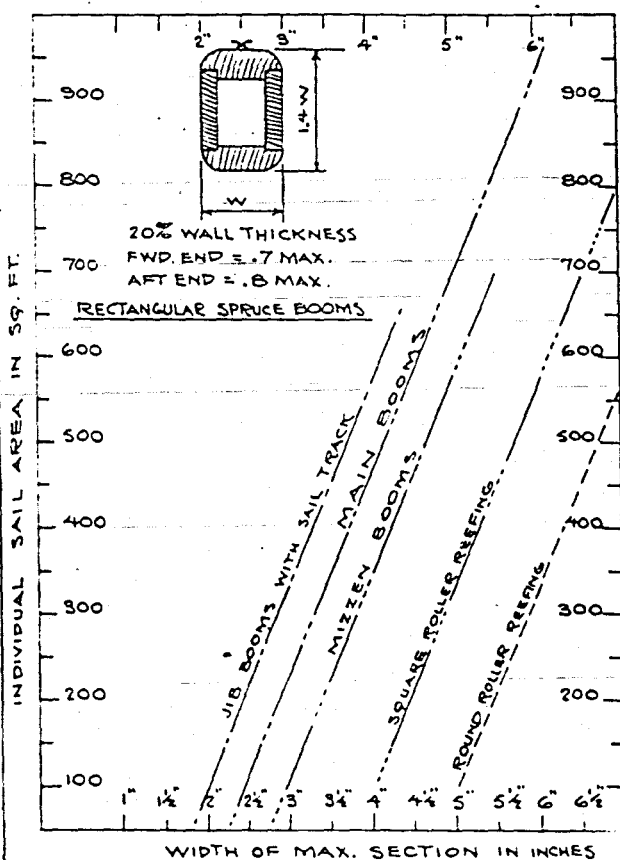 2" 3" 4" 5" 6"
900 900
1.4 W
800 800
W
20% WALL THICKNESS
FWD. END = .7 MAX.
AFT END = .8 MAX.
700 700
RECTANGULAR SPRUCE BOOMS
600 600
500 500
400 400
300 300
200 200
100
JIB BOOMS WITH SAIL TRACK
MAIN BOOMS
MIZZEN BOOMS
SQUARE ROLLER REEFING
ROUND ROLLER REEFING
INDIVIDUAL SAIL AREA IN SQ. FT.
1" 1½" 2" 2½" 3" 3½" 4" 4½" 5" 5½" 6" 6½"
WIDTH OF MAX. SECTION IN INCHES